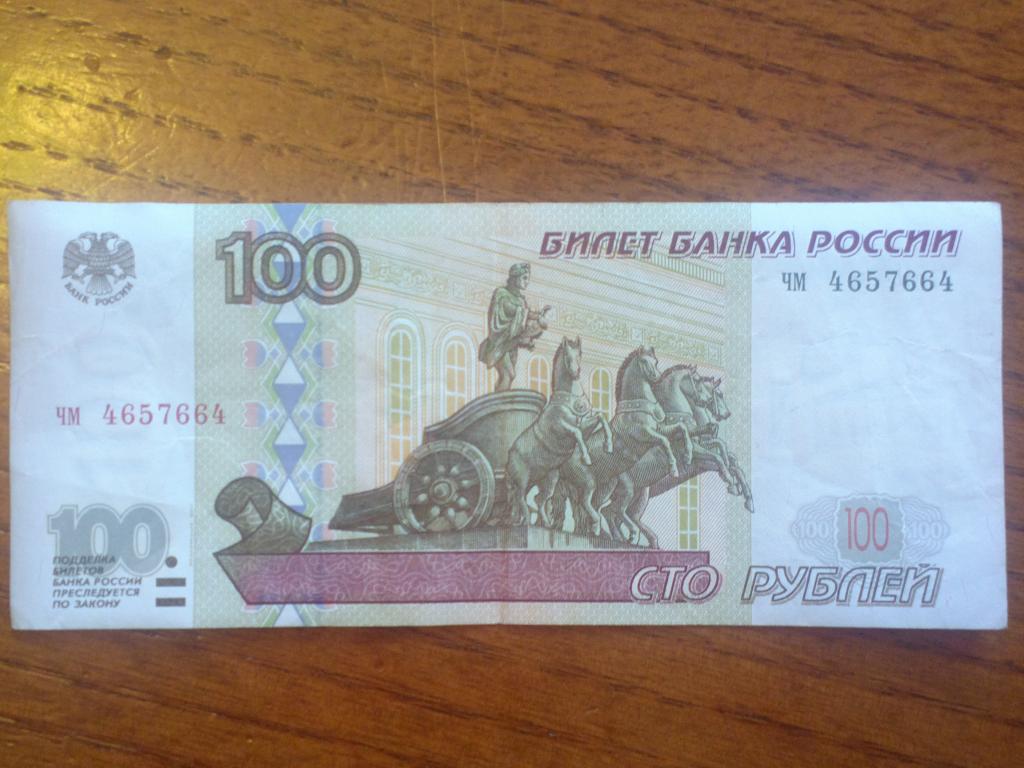 100
БИЛЕТ БАНКА РОССИИ
чм 4657664
БАНК РОССИИ
чм 4657664
100
ПОДДЕЛКА
БИЛЕТОВ
БАНКА РОССИИ
ПРЕСЛЕДУЕТСЯ
ПО ЗАКОНУ
100 100 100
СТО РУБЛЕЙ